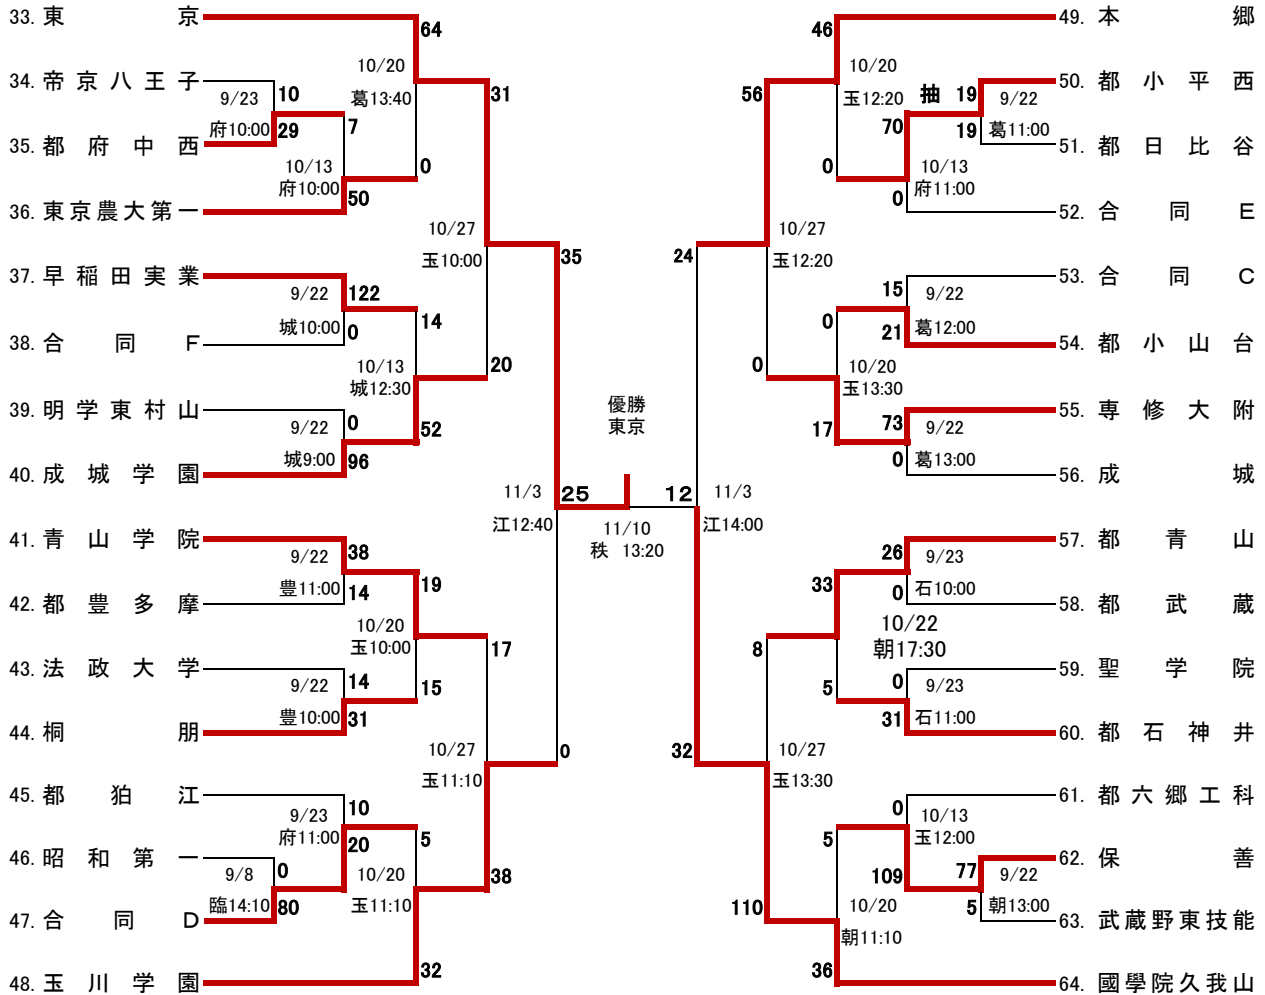 33. 東京
64
34. 帝京八王子
10
9/23
府10:00
29
35. 都府中西
7
10/13
府10:00
50
36. 東京農大第一
10/20
葛13:40
0
31
37. 早稲田実業
122
9/22
城10:00
0
38. 合同F
14
10/13
城12:30
52
39. 明学東村山
0
9/22
城9:00
96
40. 成城学園
10/27
玉10:00
20
35
41. 青山学院
38
9/22
豊11:00
14
42. 都豊多摩
19
10/20
玉10:00
15
43. 法政大学
14
9/22
豊10:00
31
44. 桐朋
17
10/27
玉11:10
38
45. 都狛江
10
9/23
府11:00
20
46. 昭和第一
0
9/8
臨14:10
80
47. 合同D
5
10/20
玉11:10
32
48. 玉川学園
11/3
江12:40
0
優勝
東京
25
12
11/10
秩 13:20
11/3
江14:00
24
32
49. 本郷
46
10/20
玉12:20
0
50. 都小平西
抽 19
9/22
葛11:00
19
51. 都日比谷
70
10/13
府11:00
0
52. 合同E
56
10/27
玉12:20
0
53. 合同C
15
9/22
葛12:00
21
54. 都小山台
0
10/20
玉13:30
17
55. 専修大附
73
9/22
葛13:00
0
56. 成城
57. 都青山
26
9/23
石10:00
0
58. 都武蔵
33
10/22
朝17:30
5
59. 聖学院
0
9/23
石11:00
31
60. 都石神井
8
10/27
玉13:30
110
61. 都六郷工科
0
10/13
玉12:00
109
62. 保善
77
9/22
朝13:00
5
63. 武蔵野東技能
5
10/20
朝11:10
36
64. 國學院久我山